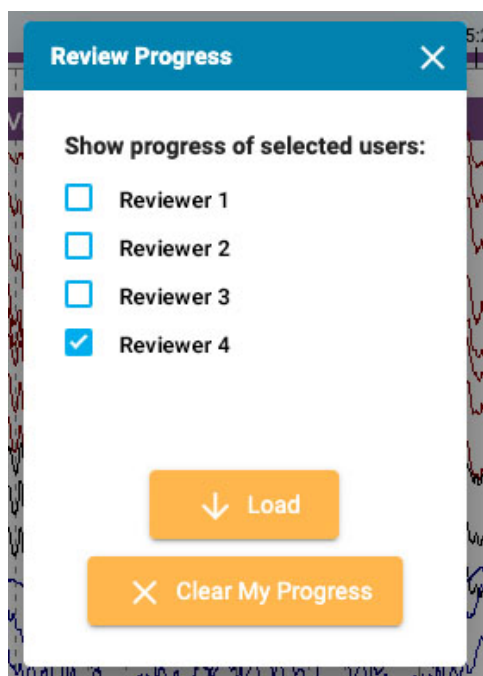 Review Progress
Show progress of selected users:
Reviewer 1
Reviewer 2
Reviewer 3
Reviewer 4
Load
Clear My Progress